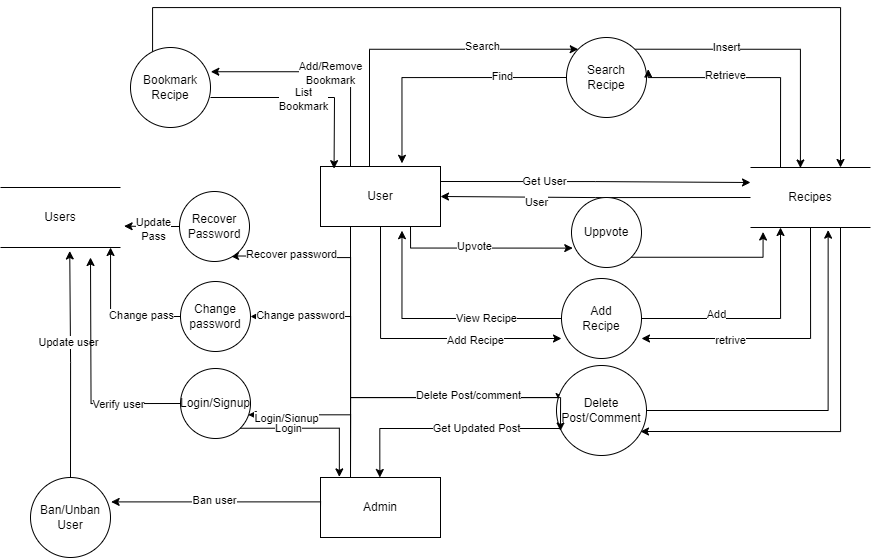 Search
Insert
Add/Remove
Bookmark
Bookmark
Recipe
Search
Recipe
Find
Retrieve
List
Bookmark
User
Get User
User
Recipes
Users
Update
Pass
Recover
Password
Uppvote
Upvote
Recover password
Change pass
Change
password
Change password
View Recipe
Add
Recipe
Add
Add Recipe
retrive
Update user
Verify user
Login/Signup
Login/Signup
Login
Delete Post/comment
Delete
Post/Comment
Get Updated Post
Ban/Unban
User
Ban user
Admin